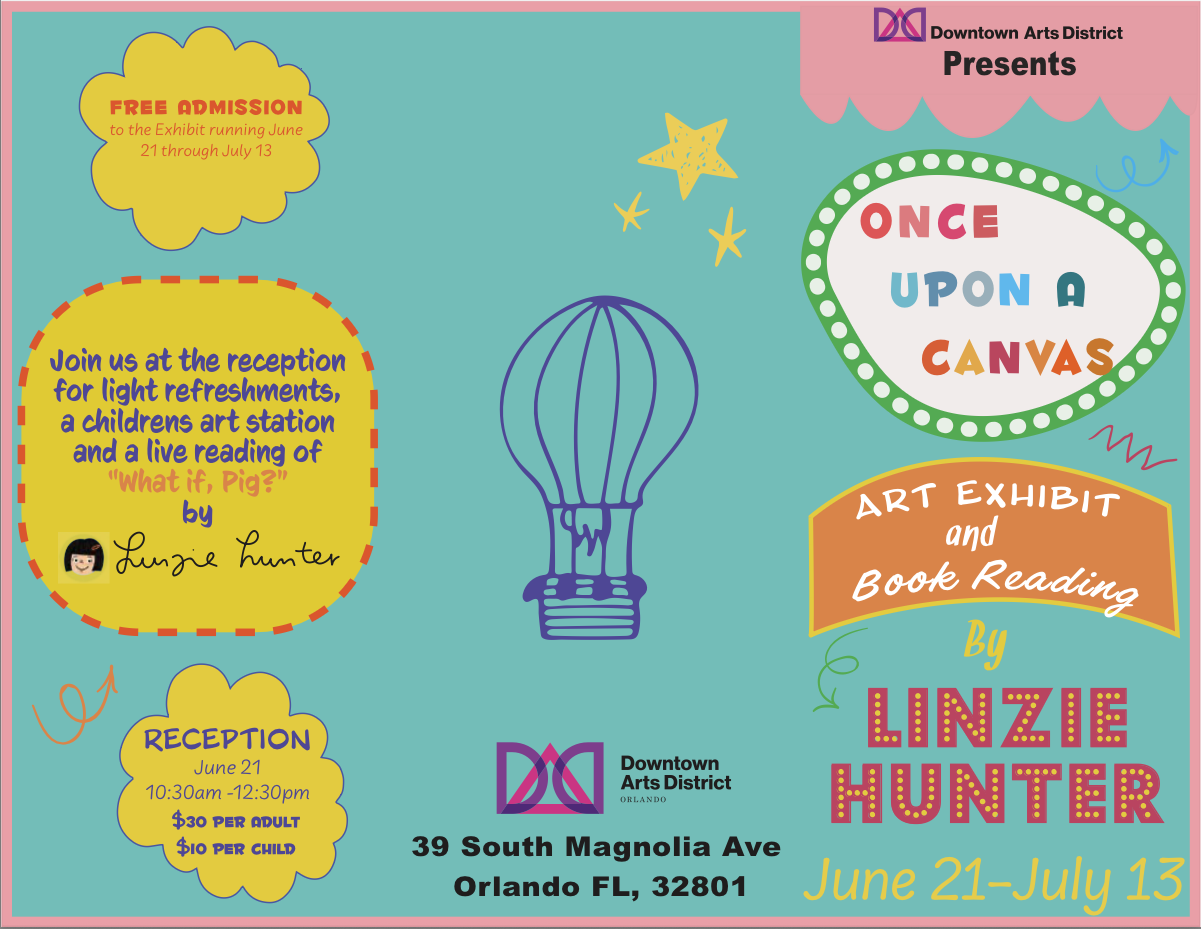 FREE ADMISSION
to the Exhibit running June
21 through July 13
Join us at the reception
for light refreshments,
a childrens art station
and a live reading of
"What if, Pig?"
by
Linzie Hunter
RECEPTION
June 21
10:30am -12:30pm
$30 PER ADULT
$10 PER CHILD
Downtown
Arts District
ORLANDO
39 South Magnolia Ave
Orlando FL, 32801
Downtown Arts District
Presents
ONCE
UPON A
CANVAS
ART EXHIBIT
and
Book Reading
By
LINZIE
HUNTER
June 21-July 13